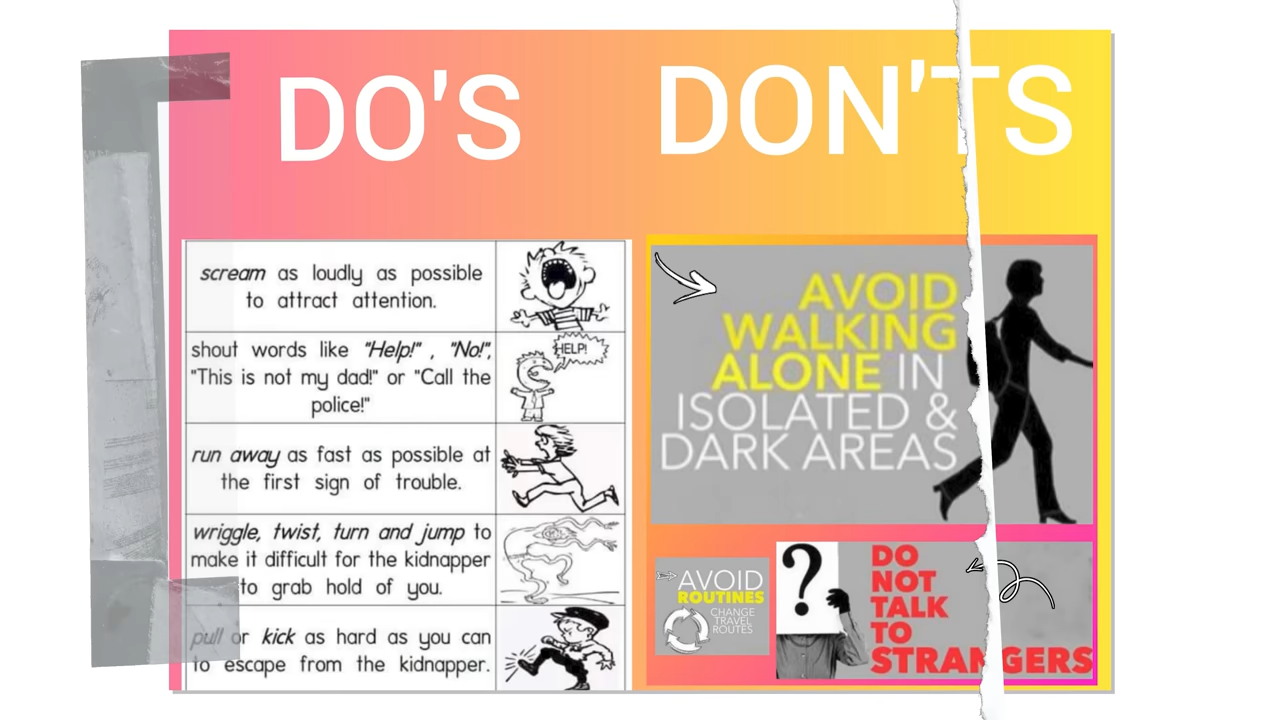 DO'S
DON'TS
scream as loudly as possible
to attract attention.
shout words like "Help!" , "No!",
"This is not my dad!" or "Call the
police!"
HELP!
run away as fast as possible at
the first sign of trouble.
wriggle, twist, turn and jump to
make it difficult for the kidnapper
to grab hold of you.
pull or kick as hard as you can
to escape from the kidnapper.
AVOID
WALKING
ALONE IN
ISOLATED &
DARK AREAS
AVOID
ROUTINES
CHANGE
TRAVEL
ROUTES
?
DO
NOT
TALK
TO
STRANGERS